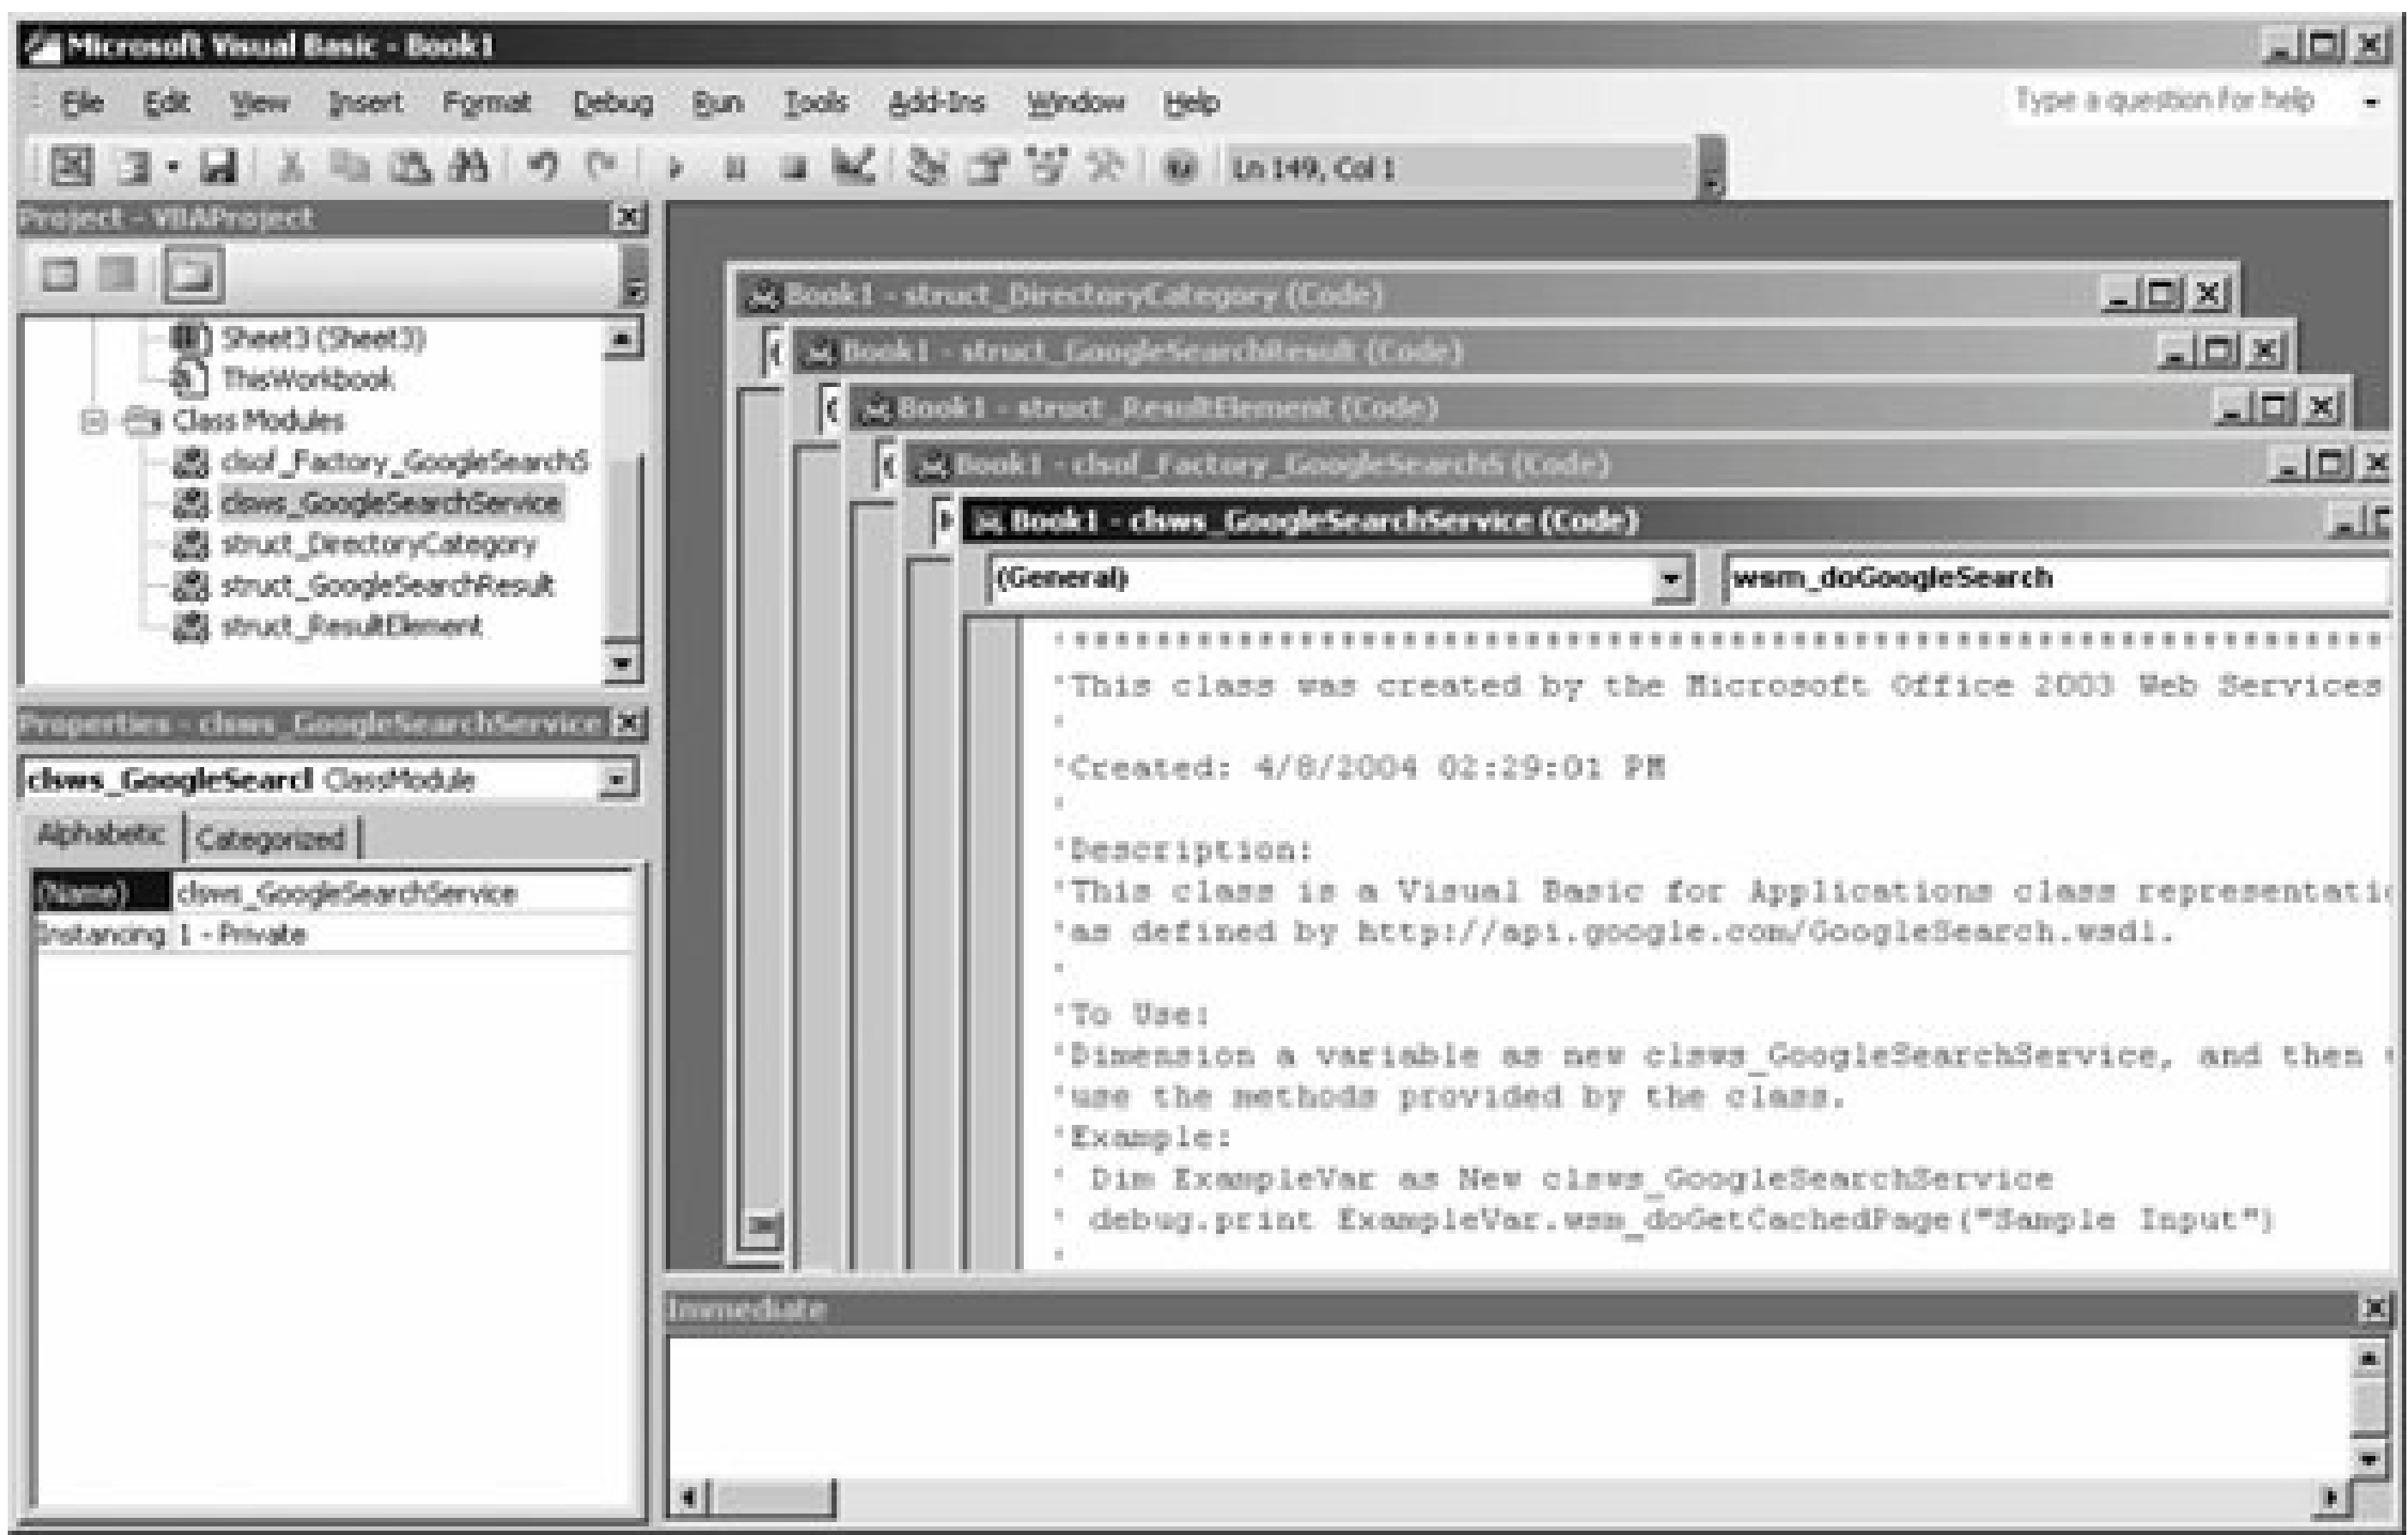 Microsoft Visual Basic - Book1
File Edit View Insert Format Debug Run Tools Add-Ins Window Help
Type a question for help
Ln 149, Col 1
Project - VBAProject
Sheet3 (Sheet3)
ThisWorkbook
Class Modules
clsof_Factory_GoogleSearchS
clsws_GoogleSearchService
struct_DirectoryCategory
struct_GoogleSearchResult
struct_ResultElement
Properties - clsws_GoogleSearchService
clsws_GoogleSearcl ClassModule
Alphabetic Categorized
(Name) clsws_GoogleSearchService
Instancing 1 - Private
Book1 - struct_DirectoryCategory (Code)
Book1 - struct_GoogleSearchResult (Code)
Book1 - struct_ResultElement (Code)
Book1 - clsof_Factory_GoogleSearchS (Code)
Book1 - clsws_GoogleSearchService (Code)
(General) wsm_doGoogleSearch
'*****************************************************************
'This class was created by the Microsoft Office 2003 Web Services
'
'Created: 4/8/2004 02:29:01 PM
'
'Description:
'This class is a Visual Basic for Applications class representati
'as defined by http://api.google.com/GoogleSearch.wsdl.
'
'To Use:
'Dimension a variable as new clsws_GoogleSearchService, and then
'use the methods provided by the class.
'Example:
' Dim ExampleVar as New clsws_GoogleSearchService
' debug.print ExampleVar.wsm_doGetCachedPage("Sample Input")
'
Immediate